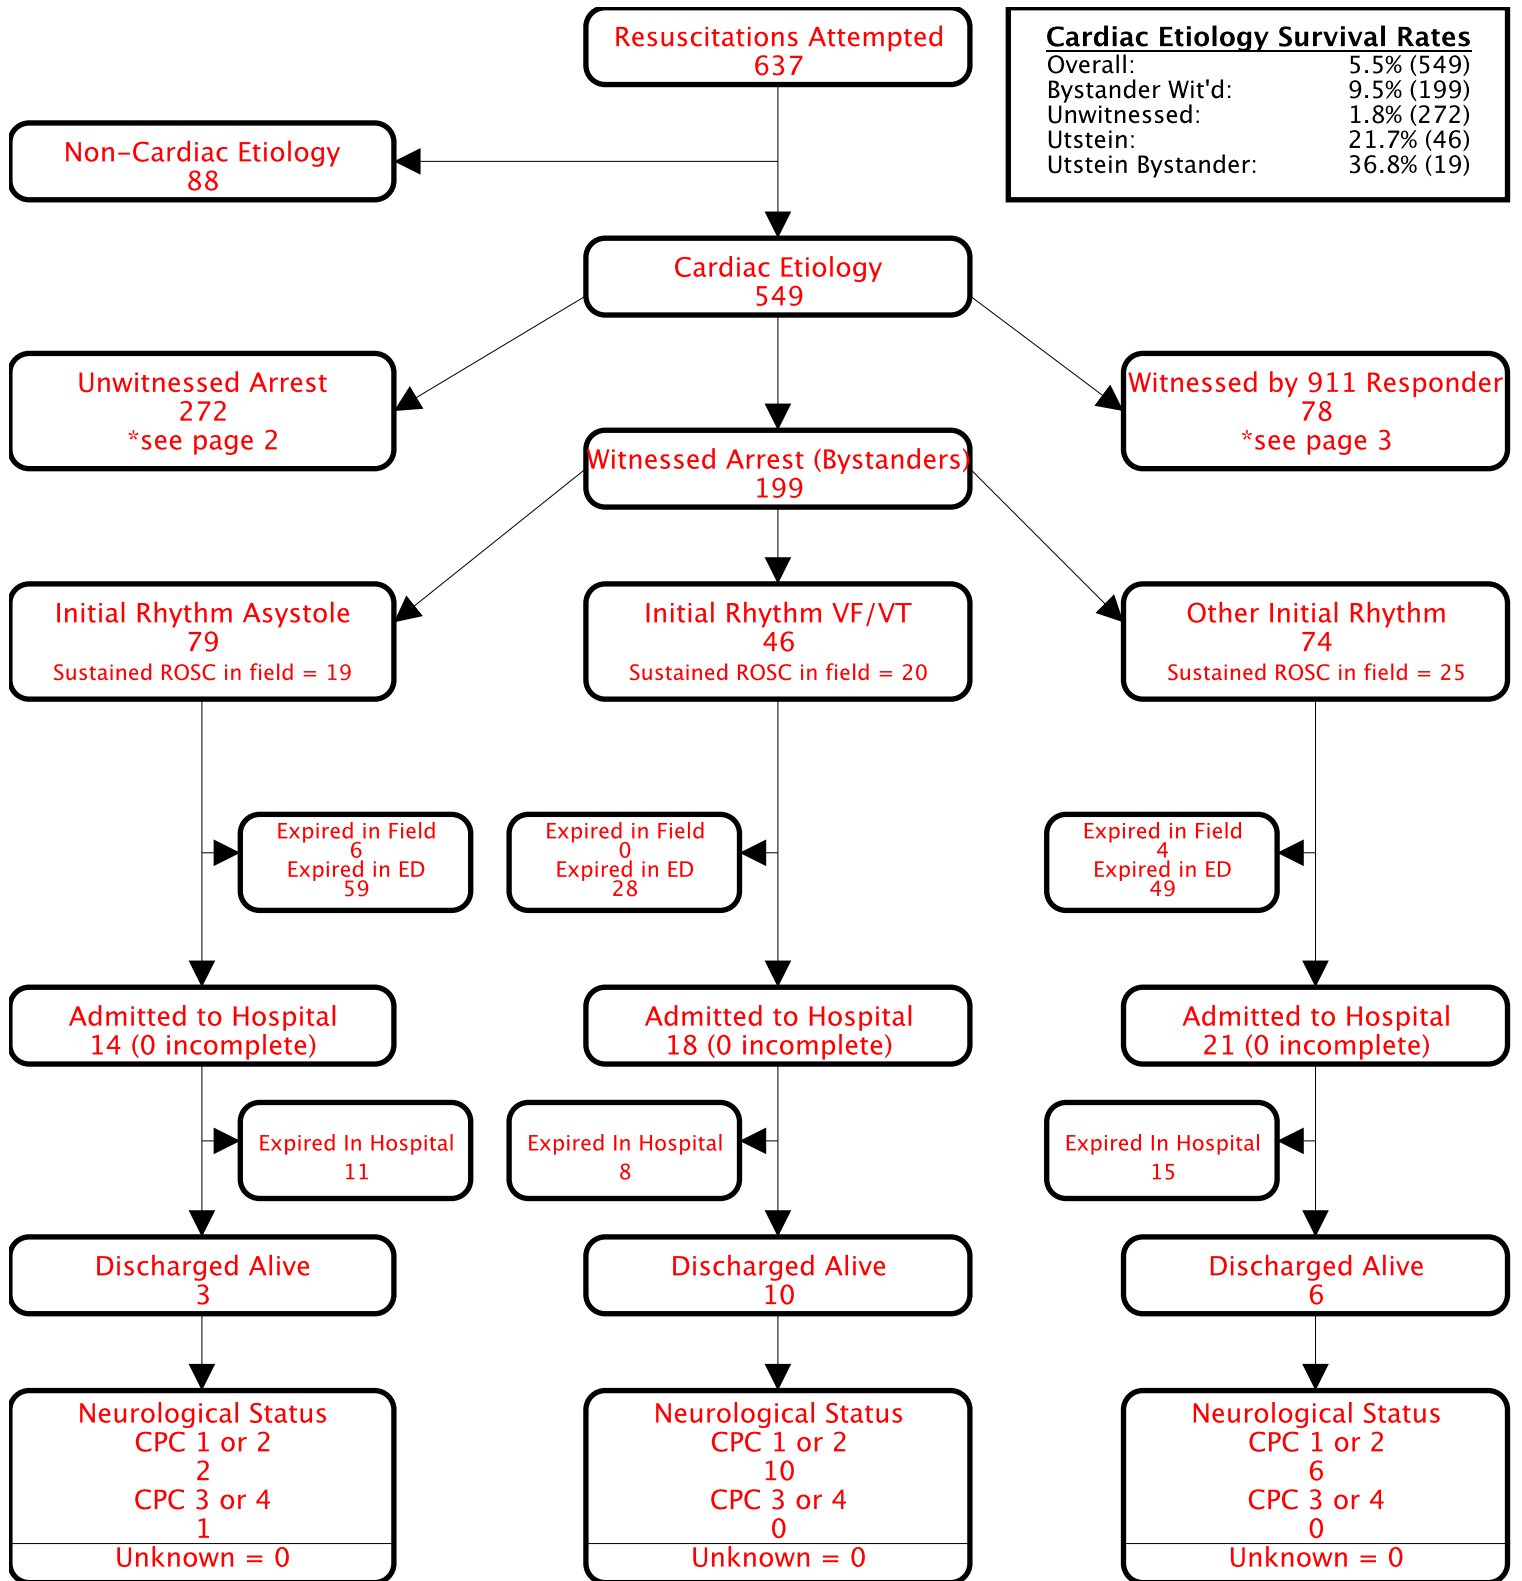 Resuscitations Attempted
637
Cardiac Etiology Survival Rates
Overall: 5.5% (549)
Bystander Wit'd: 9.5% (199)
Unwitnessed: 1.8% (272)
Utstein: 21.7% (46)
Utstein Bystander: 36.8% (19)
Non-Cardiac Etiology
88
Cardiac Etiology
549
Unwitnessed Arrest
272
*see page 2
Witnessed Arrest (Bystanders)
199
Witnessed by 911 Responder
78
*see page 3
Initial Rhythm Asystole
79
Sustained ROSC in field = 19
Initial Rhythm VF/VT
46
Sustained ROSC in field = 20
Other Initial Rhythm
74
Sustained ROSC in field = 25
Expired in Field
6
Expired in ED
59
Expired in Field
0
Expired in ED
28
Expired in Field
4
Expired in ED
49
Admitted to Hospital
14 (0 incomplete)
Admitted to Hospital
18 (0 incomplete)
Admitted to Hospital
21 (0 incomplete)
Expired In Hospital
11
Expired In Hospital
8
Expired In Hospital
15
Discharged Alive
3
Discharged Alive
10
Discharged Alive
6
Neurological Status
CPC 1 or 2
2
CPC 3 or 4
1
Unknown = 0
Neurological Status
CPC 1 or 2
10
CPC 3 or 4
0
Unknown = 0
Neurological Status
CPC 1 or 2
6
CPC 3 or 4
0
Unknown = 0